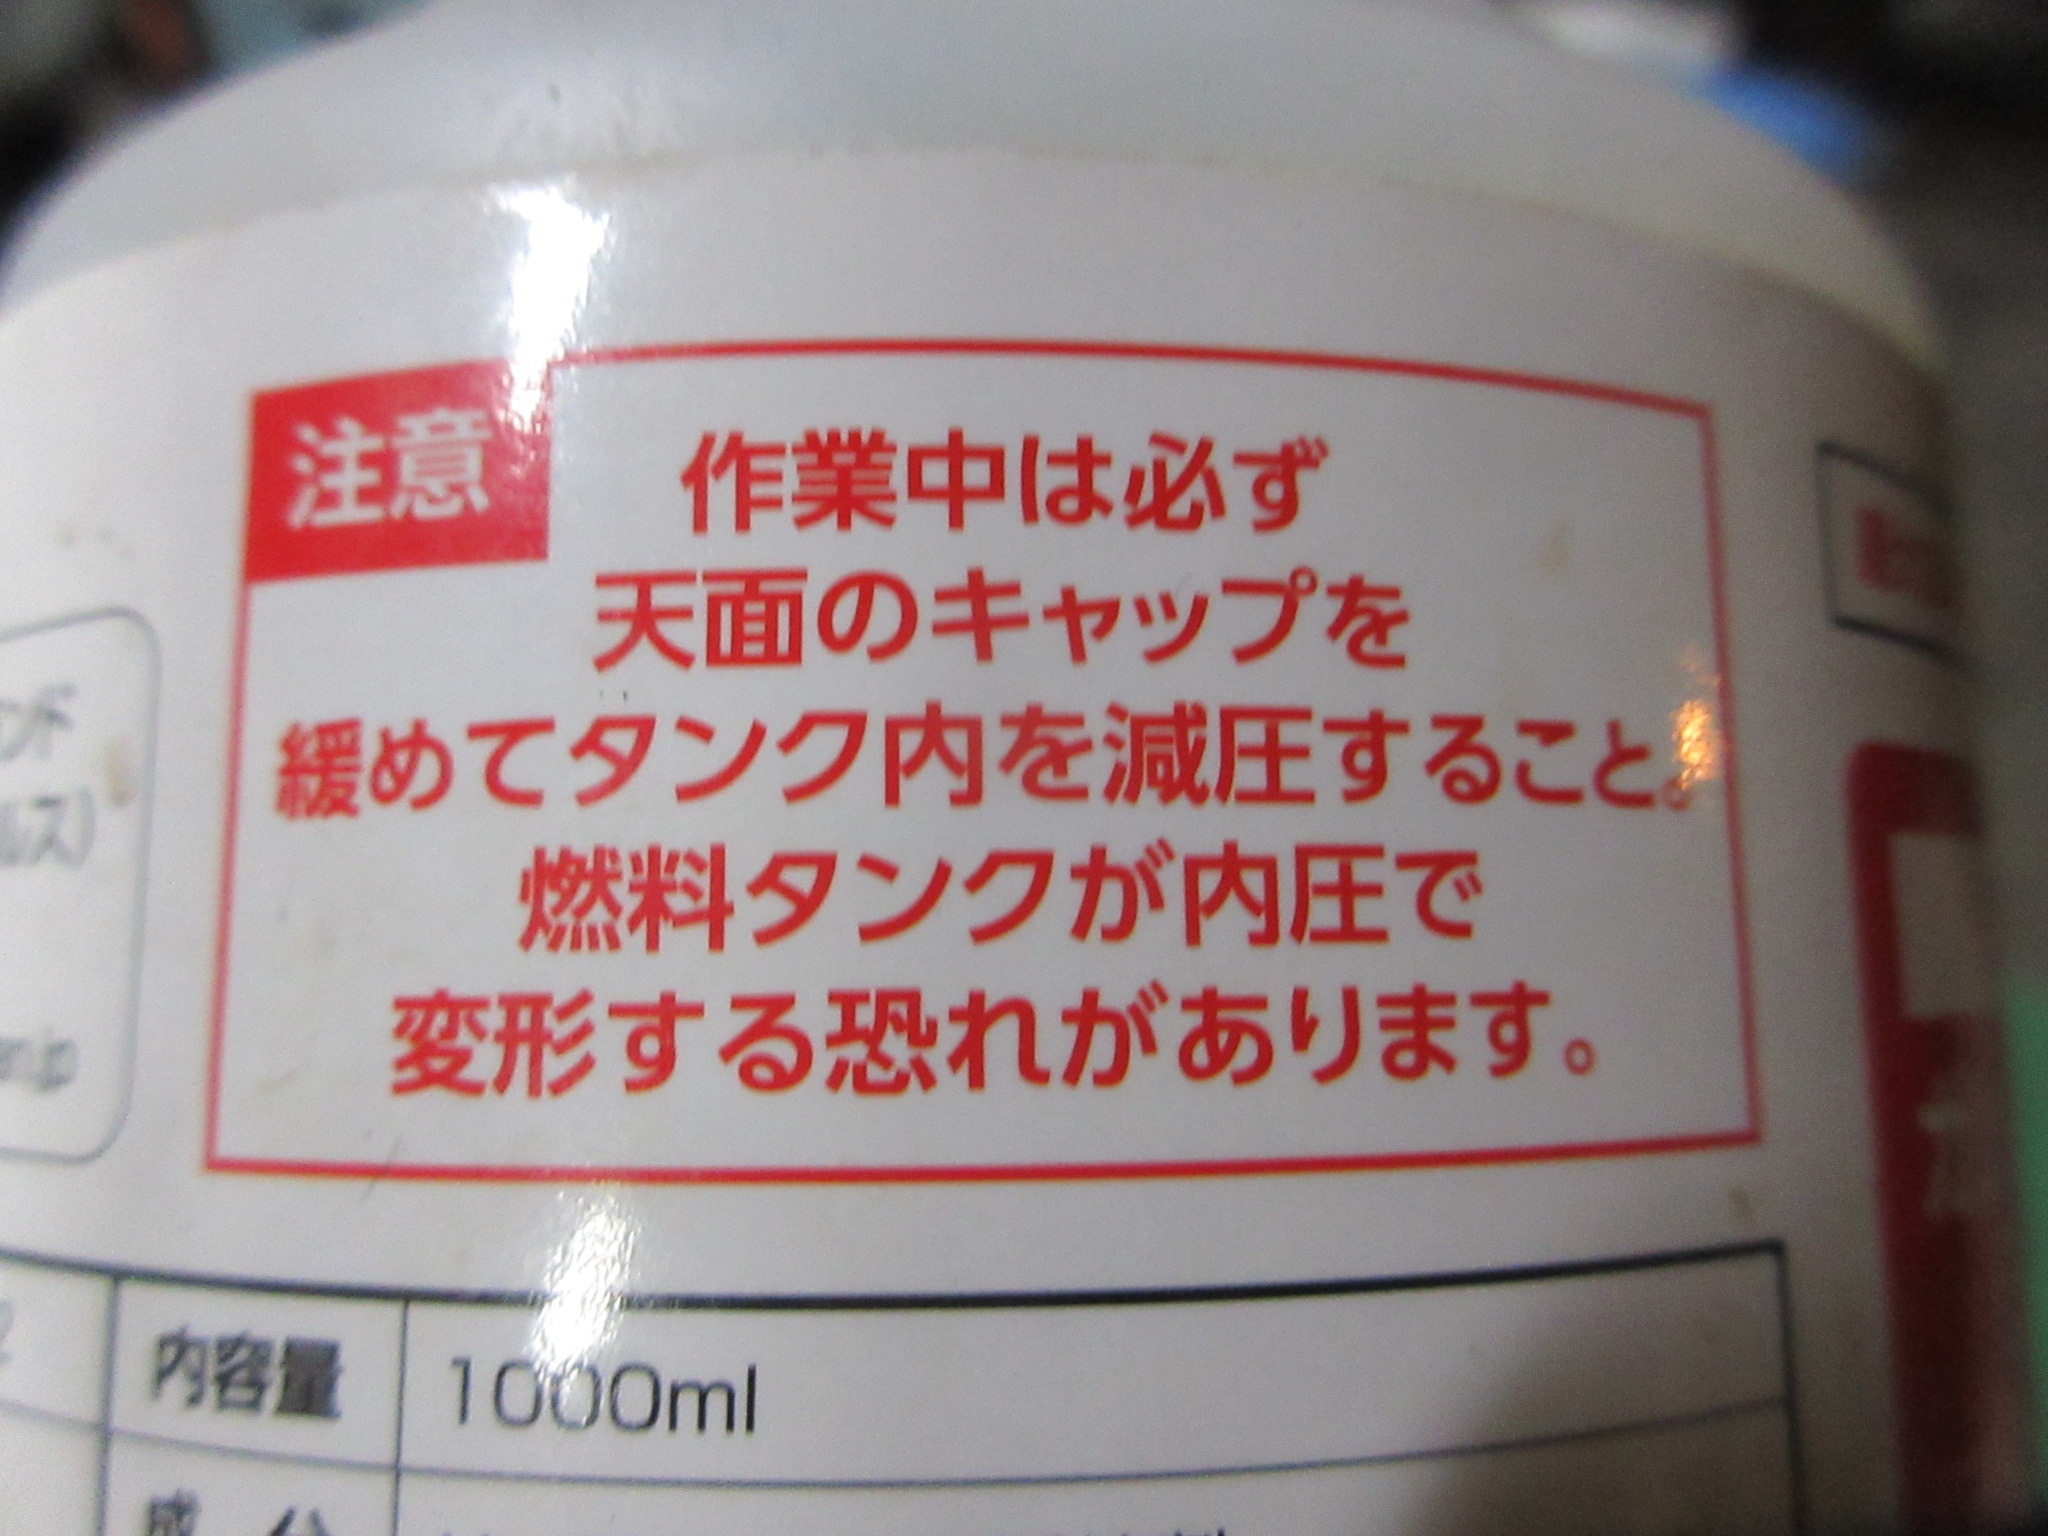 注意
作業中は必ず
天面のキャップを
緩めてタンク内を減圧すること。
燃料タンクが内圧で
変形する恐れがあります。
内容量 1000ml